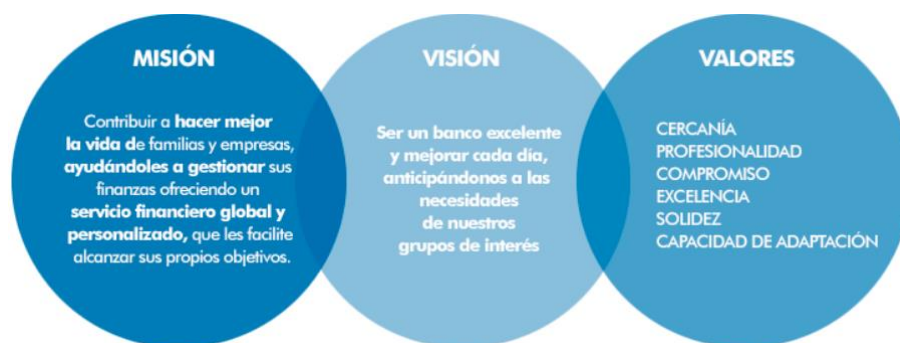 MISIÓN
Contribuir a hacer mejor
la vida de familias y empresas,
ayudándoles a gestionar sus
finanzas ofreciendo un
servicio financiero global y
personalizado, que les facilite
alcanzar sus propios objetivos.
VISIÓN
Ser un banco excelente
y mejorar cada día,
anticipándonos a las
necesidades
de nuestros
grupos de interés
VALORES
CERCANÍA
PROFESIONALIDAD
COMPROMISO
EXCELENCIA
SOLIDEZ
CAPACIDAD DE ADAPTACIÓN